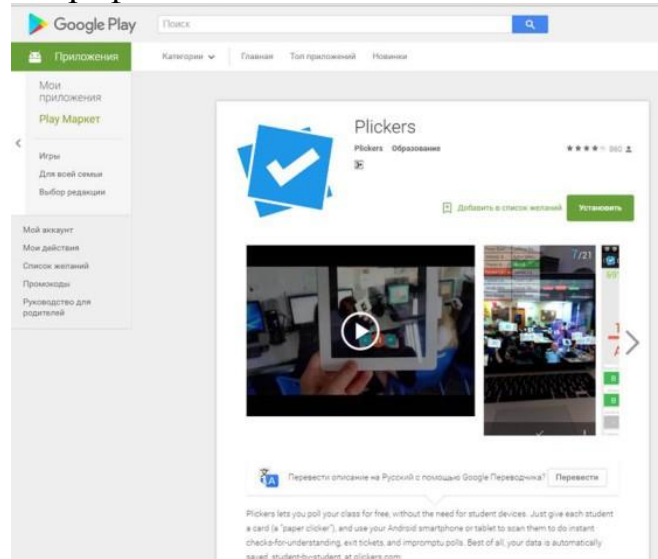 Google Play
Поиск
Приложения
Категории
Главная
Топ приложений
Новинки
Мои
приложения
Play Маркет
Игры
Для всей семьи
Выбор редакции
Мой аккаунт
Мои действия
Список желаний
Промокоды
Руководство для
родителей
Plickers
Plickers Образование
360
3+
Добавить в список желаний
Установить
7/21
Перевести описание на Русский с помощью Google Переводчика? Перевести
Plickers lets you poll your class for free, without the need for student devices. Just give each student
a card (a "paper clicker"), and use your Android smartphone or tablet to scan them to do instant
checks-for-understanding, exit tickets, and impromptu polls. Best of all, your data is automatically
saved, student-by-student, at plickers.com